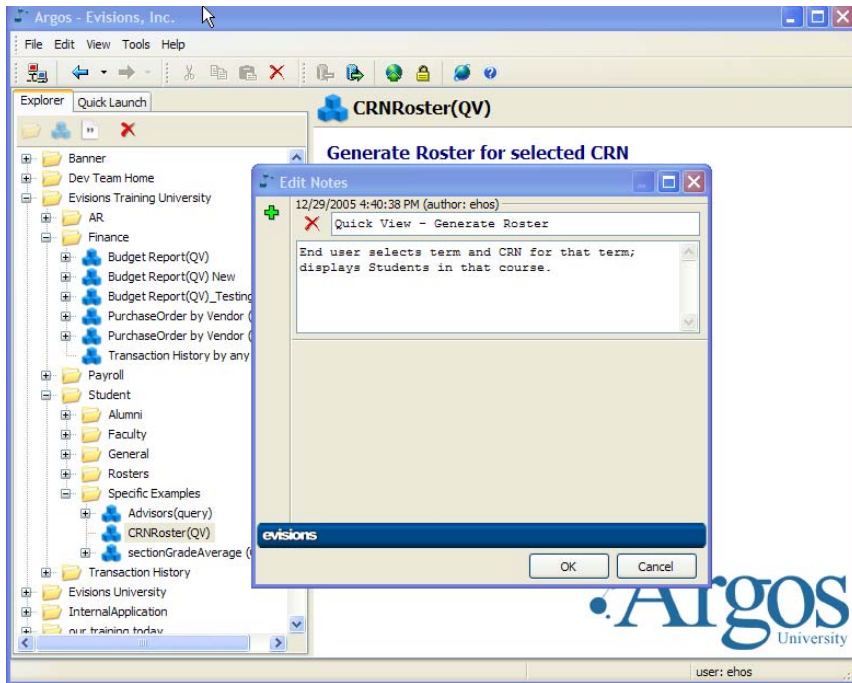 Argos - Evisions, Inc.
File Edit View Tools Help
Explorer Quick Launch
CRNRoster(QV)
Generate Roster for selected CRN
Banner
Dev Team Home
Evisions Training University
AR
Finance
Budget Report(QV)
Budget Report(QV) New
Budget Report(QV)_Testing
PurchaseOrder by Vendor (
PurchaseOrder by Vendor (
Transaction History by any
Payroll
Student
Alumni
Faculty
General
Rosters
Specific Examples
Advisors(query)
CRNRoster(QV)
sectionGradeAverage (
Transaction History
Evisions University
InternalApplication
our training today
Edit Notes
12/29/2005 4:40:38 PM (author: ehos)
Quick View - Generate Roster
End user selects term and CRN for that term;
displays Students in that course.
evisions
OK Cancel
Argos
University
user: ehos